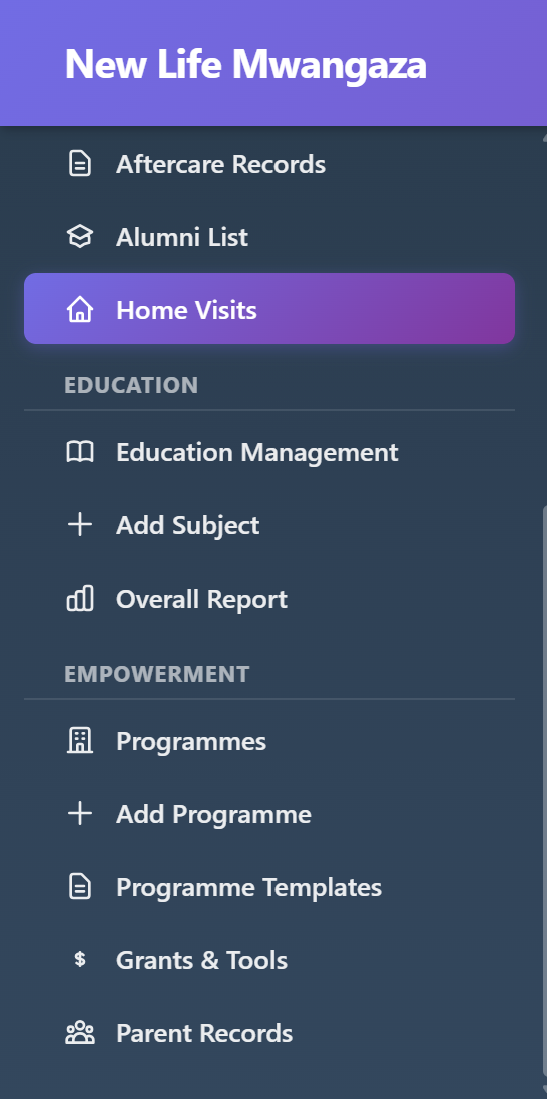 New Life Mwangaza
Aftercare Records
Alumni List
Home Visits
EDUCATION
Education Management
Add Subject
Overall Report
EMPOWERMENT
Programmes
Add Programme
Programme Templates
$ Grants & Tools
Parent Records